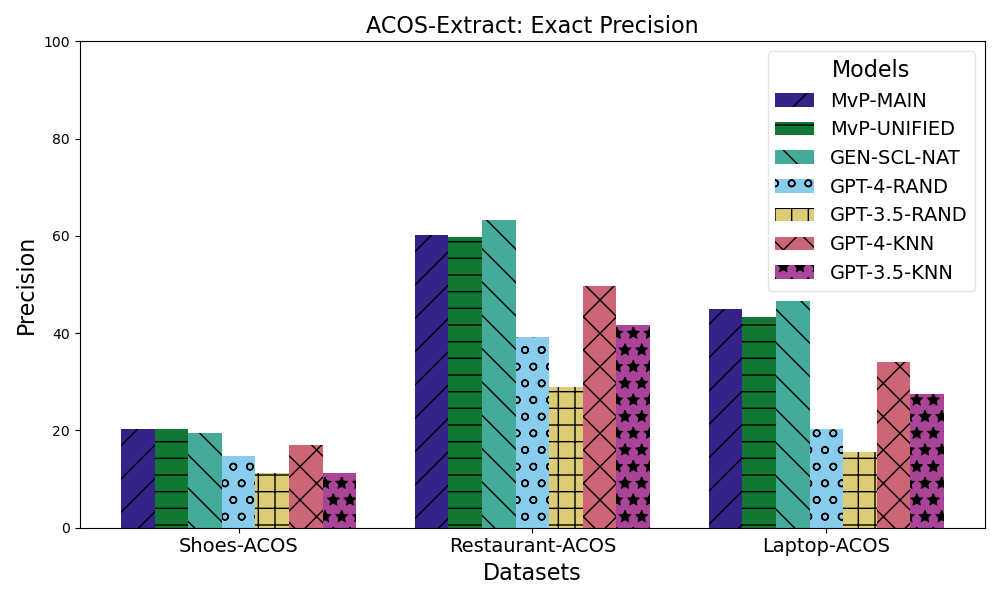 ACOS-Extract: Exact Precision
100
80
60
40
20
0
Precision
Shoes-ACOS
Restaurant-ACOS
Laptop-ACOS
Datasets
Models
MvP-MAIN
MvP-UNIFIED
GEN-SCL-NAT
GPT-4-RAND
GPT-3.5-RAND
GPT-4-KNN
GPT-3.5-KNN